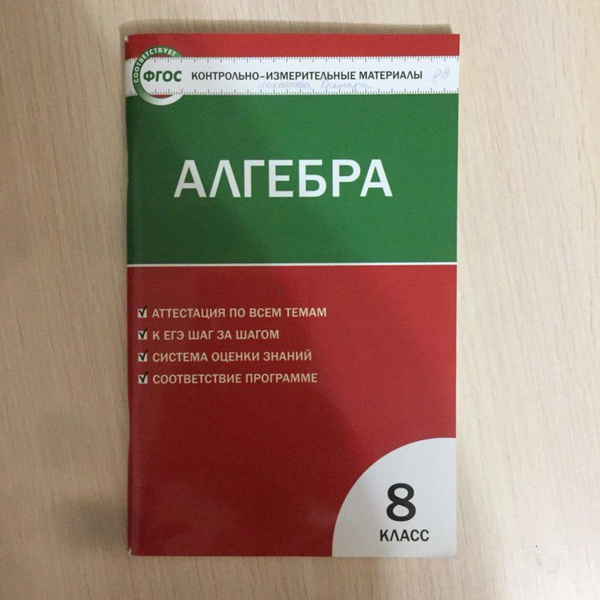 СООТВЕТСТВУЕТ
ФГОС
КОНТРОЛЬНО-ИЗМЕРИТЕЛЬНЫЕ МАТЕРИАЛЫ
8А
АЛГЕБРА
АТТЕСТАЦИЯ ПО ВСЕМ ТЕМАМ
К ЕГЭ ШАГ ЗА ШАГОМ
СИСТЕМА ОЦЕНКИ ЗНАНИЙ
СООТВЕТСТВИЕ ПРОГРАММЕ
8
КЛАСС